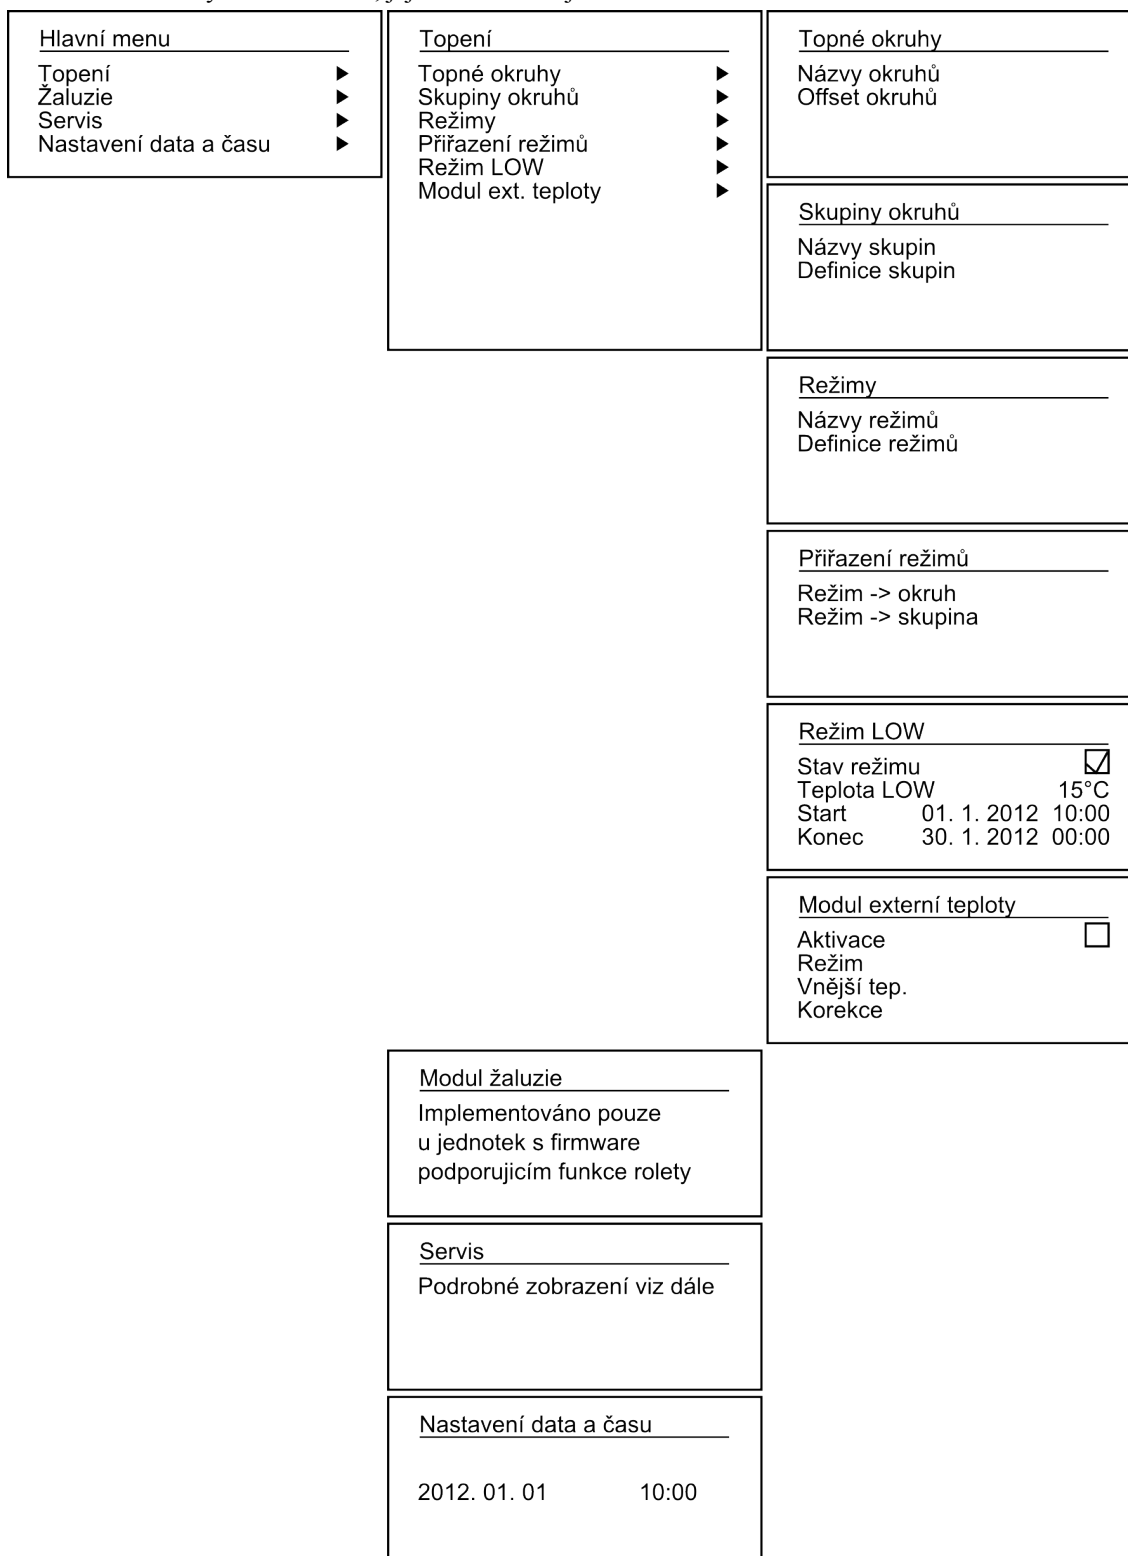 Hlavní menu
Topení ▶
Žaluzie ▶
Servis ▶
Nastavení data a času ▶
Topení
Topné okruhy ▶
Skupiny okruhů ▶
Režimy ▶
Přiřazení režimů ▶
Režim LOW ▶
Modul ext. teploty ▶
Topné okruhy
Názvy okruhů
Offset okruhů
Skupiny okruhů
Názvy skupin
Definice skupin
Režimy
Názvy režimů
Definice režimů
Přiřazení režimů
Režim -> okruh
Režim -> skupina
Režim LOW
Stav režimu
Teplota LOW 15°C
Start 01. 1. 2012 10:00
Konec 30. 1. 2012 00:00
Modul externí teploty
Aktivace
Režim
Vnější tep.
Korekce
Modul žaluzie
Implementováno pouze
u jednotek s firmware
podporujicím funkce rolety
Servis
Podrobné zobrazení viz dále
Nastavení data a času
2012. 01. 01 10:00